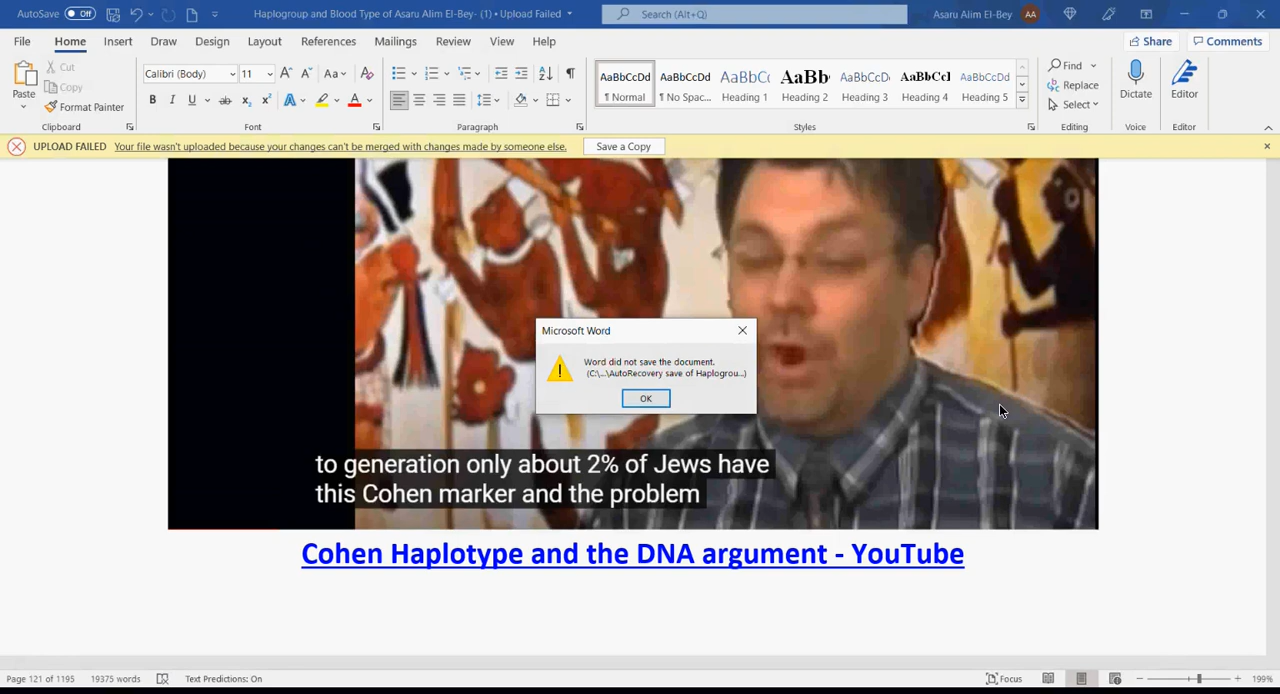 AutoSave Off Haplogroup and Blood Type of Asaru Alim El-Bey- (1) • Upload Failed Search (Alt+Q) Asaru Alim El-Bey AA
File Home Insert Draw Design Layout References Mailings Review View Help Share Comments
Paste
Cut
Copy
Format Painter
Calibri (Body) 11
AaBbCcDd AaBbCcDd AaBbCc AaBb AaBbCcDd AaBbCcl AaBbCcDd
¶ Normal ¶ No Spac... Heading 1 Heading 2 Heading 3 Heading 4 Heading 5
Find
Replace
Select
Dictate
Editor
Clipboard Font Paragraph Styles Editing Voice Editor
UPLOAD FAILED Your file wasn't uploaded because your changes can't be merged with changes made by someone else. Save a Copy
Microsoft Word
Word did not save the document.
(C:\...\AutoRecovery save of Haplogrou...)
OK
to generation only about 2% of Jews have
this Cohen marker and the problem
Cohen Haplotype and the DNA argument - YouTube
Page 121 of 1195 19375 words Text Predictions: On Focus 199%